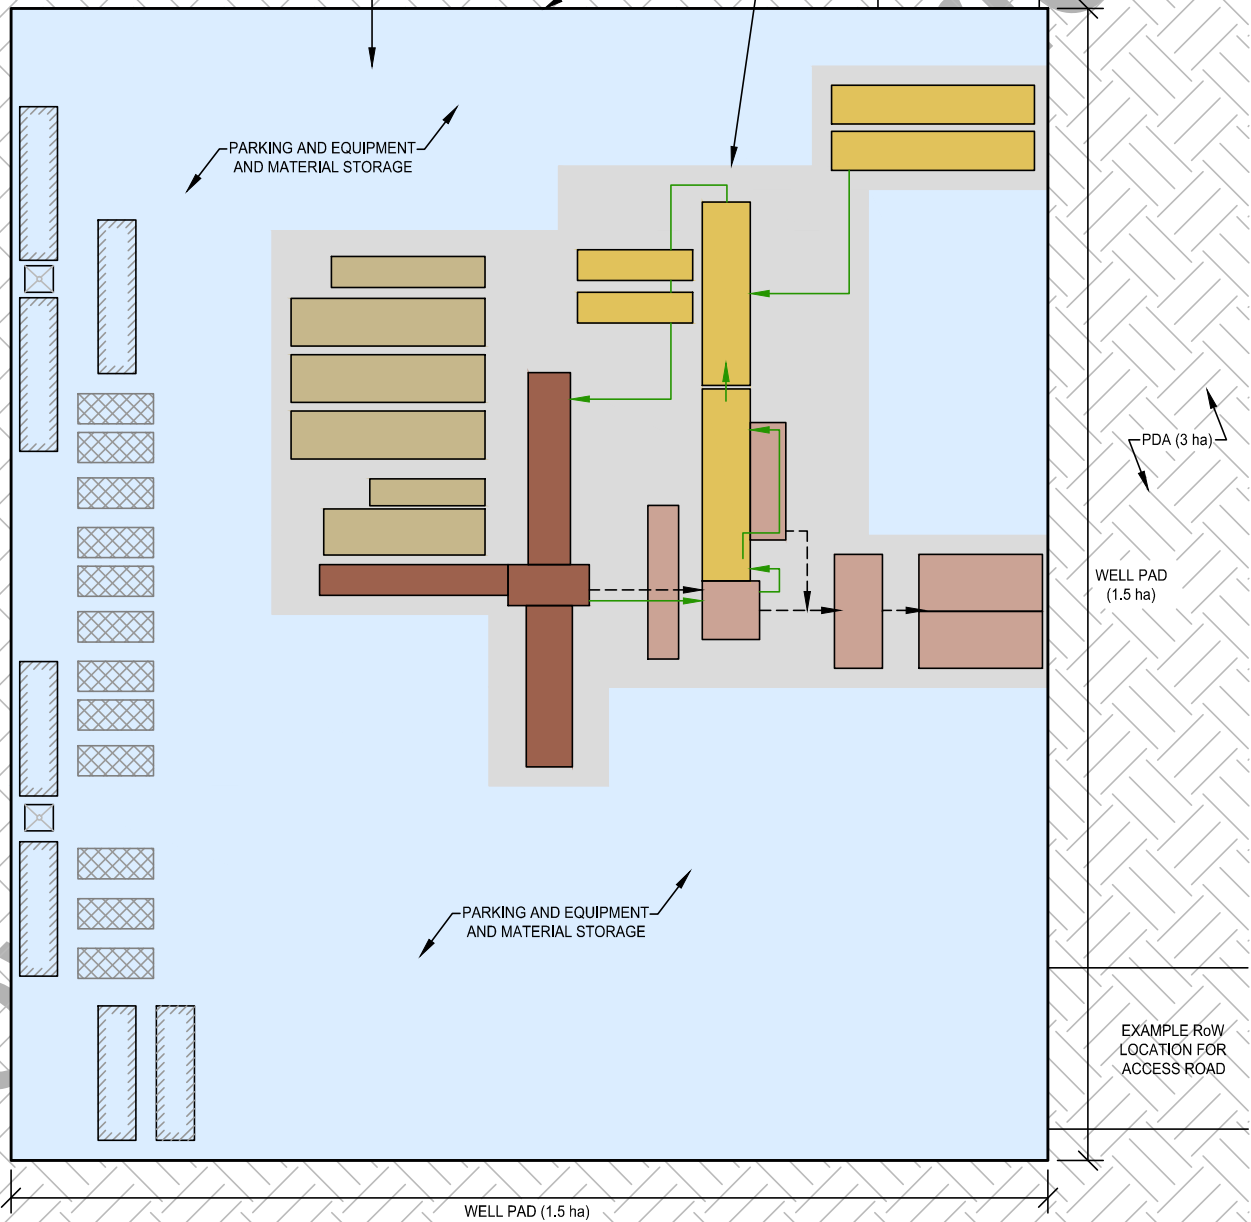 PARKING AND EQUIPMENT
AND MATERIAL STORAGE
PDA (3 ha)
WELL PAD
(1.5 ha)
PARKING AND EQUIPMENT
AND MATERIAL STORAGE
EXAMPLE RoW
LOCATION FOR
ACCESS ROAD
WELL PAD (1.5 ha)